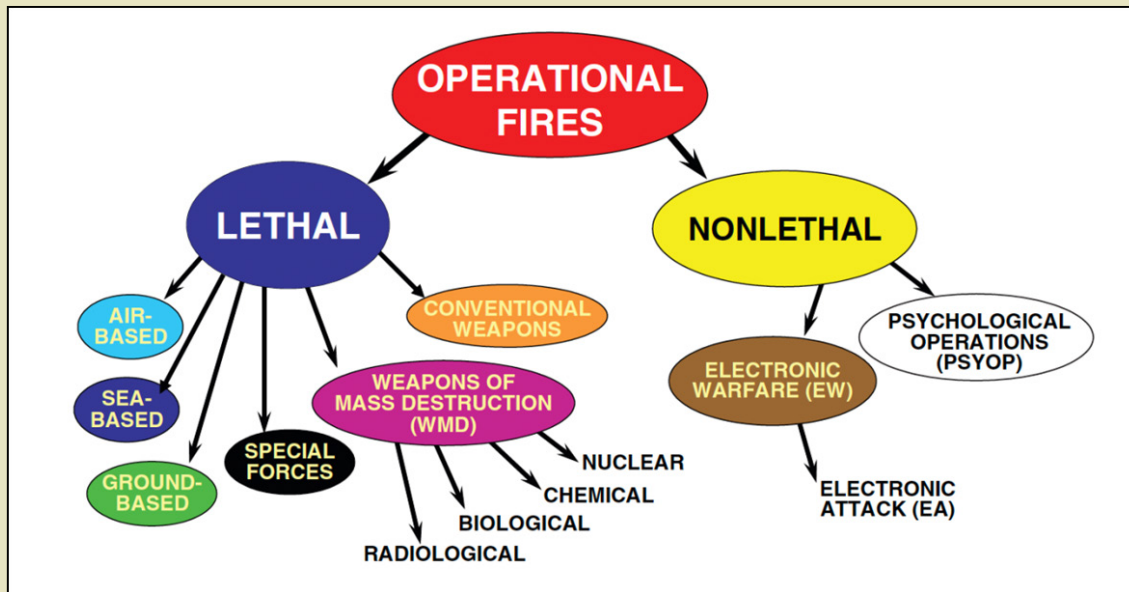 OPERATIONAL
FIRES
LETHAL
NONLETHAL
AIR-
BASED
SEA-
BASED
GROUND-
BASED
SPECIAL
FORCES
WEAPONS OF
MASS DESTRUCTION
(WMD)
CONVENTIONAL
WEAPONS
RADIOLOGICAL
BIOLOGICAL
CHEMICAL
NUCLEAR
ELECTRONIC
WARFARE (EW)
PSYCHOLOGICAL
OPERATIONS
(PSYOP)
ELECTRONIC
ATTACK (EA)